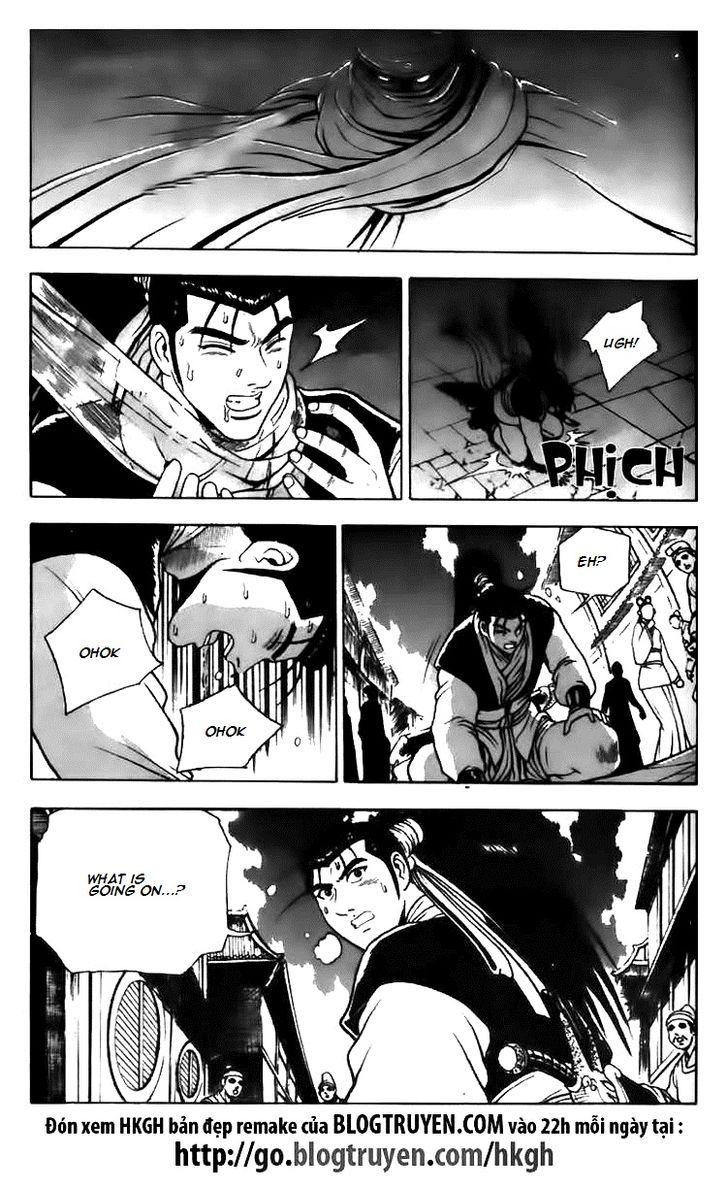 UGH!
PHỊCH
OHOK
OHOK
EH?
WHAT IS
GOING ON...?
Đón xem HKGH bản đẹp remake của BLOGTRUYEN.COM vào 22h mỗi ngày tại :
http://go.blogtruyen.com/hkgh